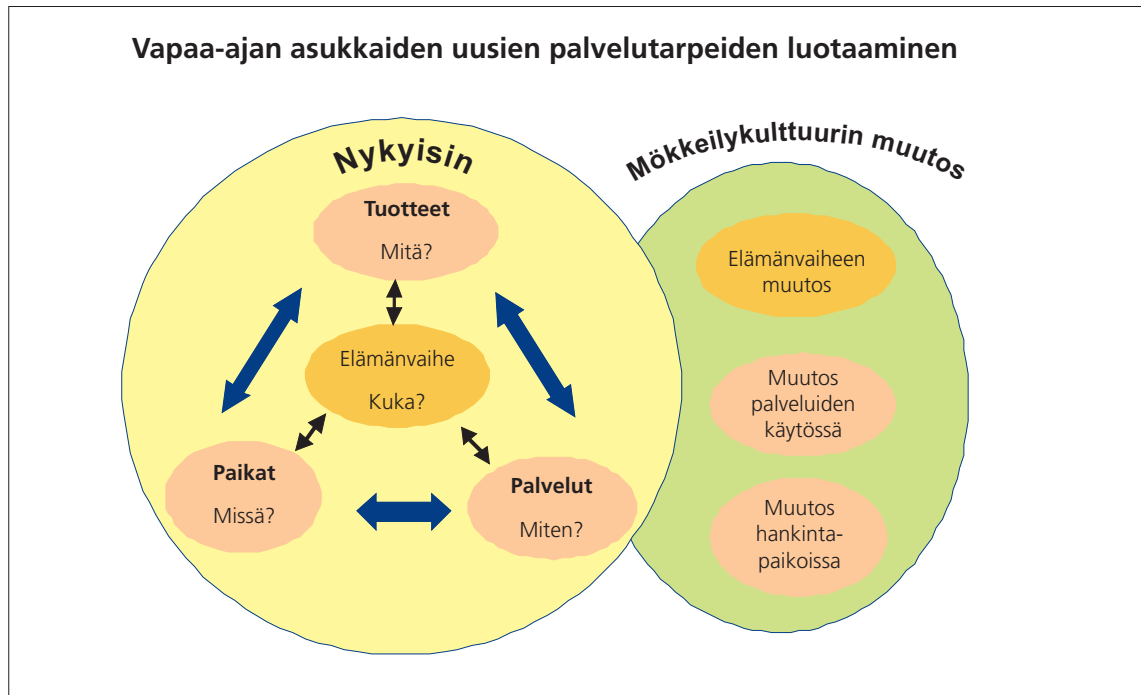 Vapaa-ajan asukkaiden uusien palvelutarpeiden luotaaminen
Nykyisin
Tuotteet
Mitä?
Elämänvaihe
Kuka?
Paikat
Missä?
Palvelut
Miten?
Mökkeilykulttuurin muutos
Elämänvaiheen
muutos
Muutos
palveluiden
käytössä
Muutos
hankinta-
paikoissa